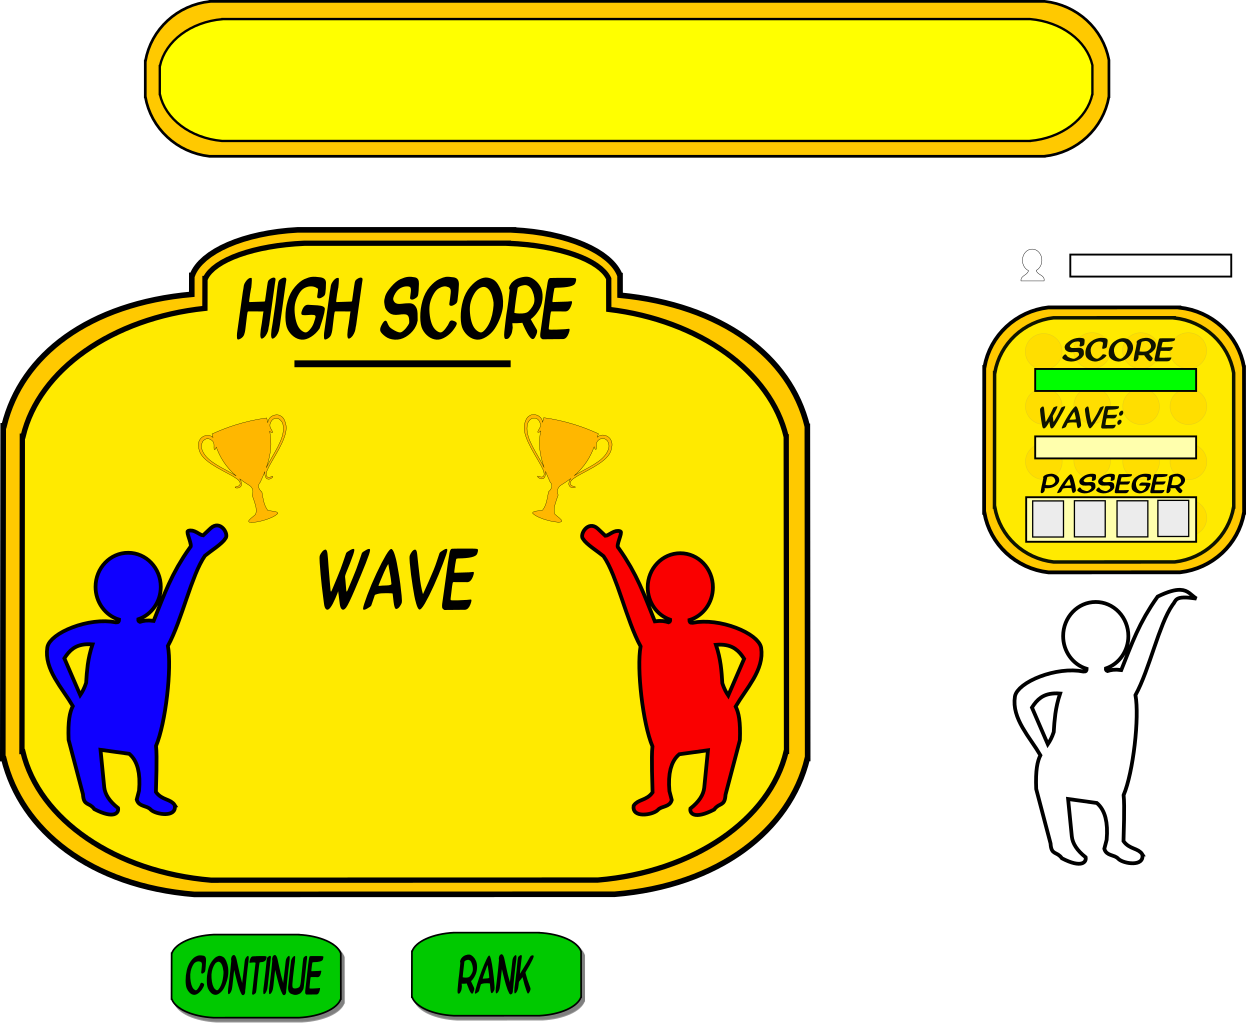 HIGH SCORE
WAVE
SCORE
WAVE:
PASSEGER
CONTINUE
RANK